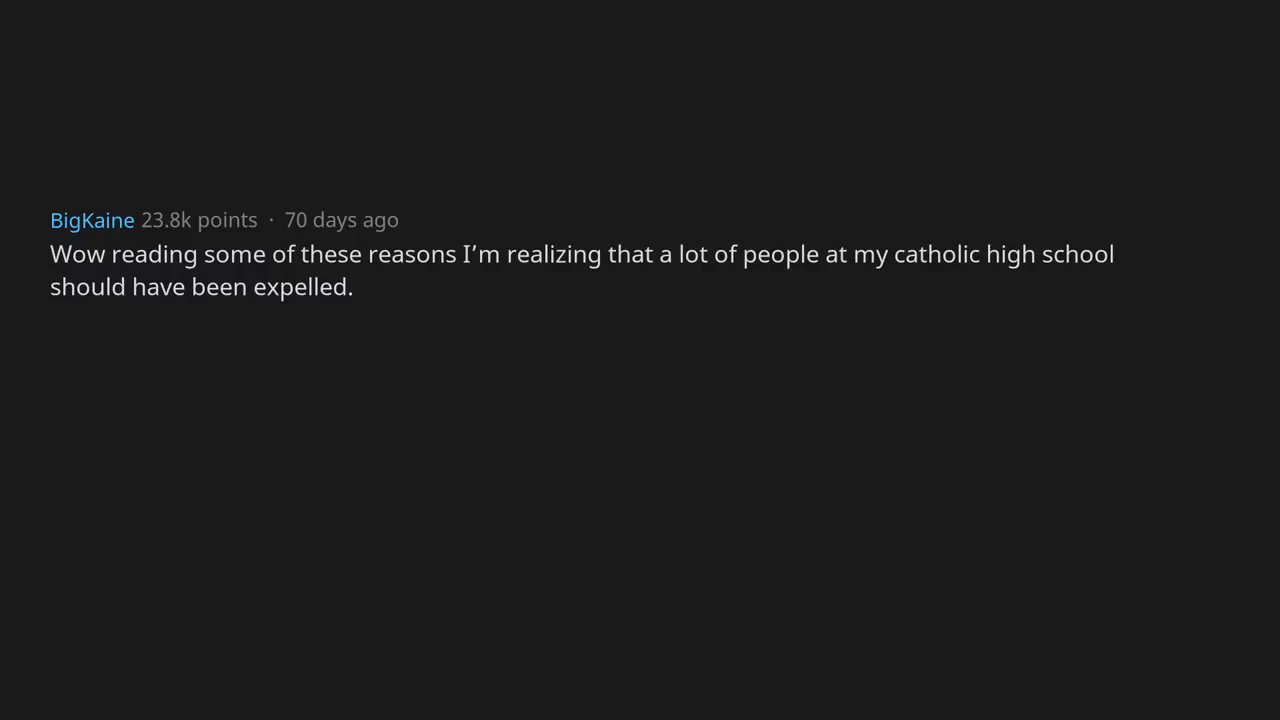 BigKaine 23.8k points · 70 days ago
Wow reading some of these reasons I’m realizing that a lot of people at my catholic high school
should have been expelled.